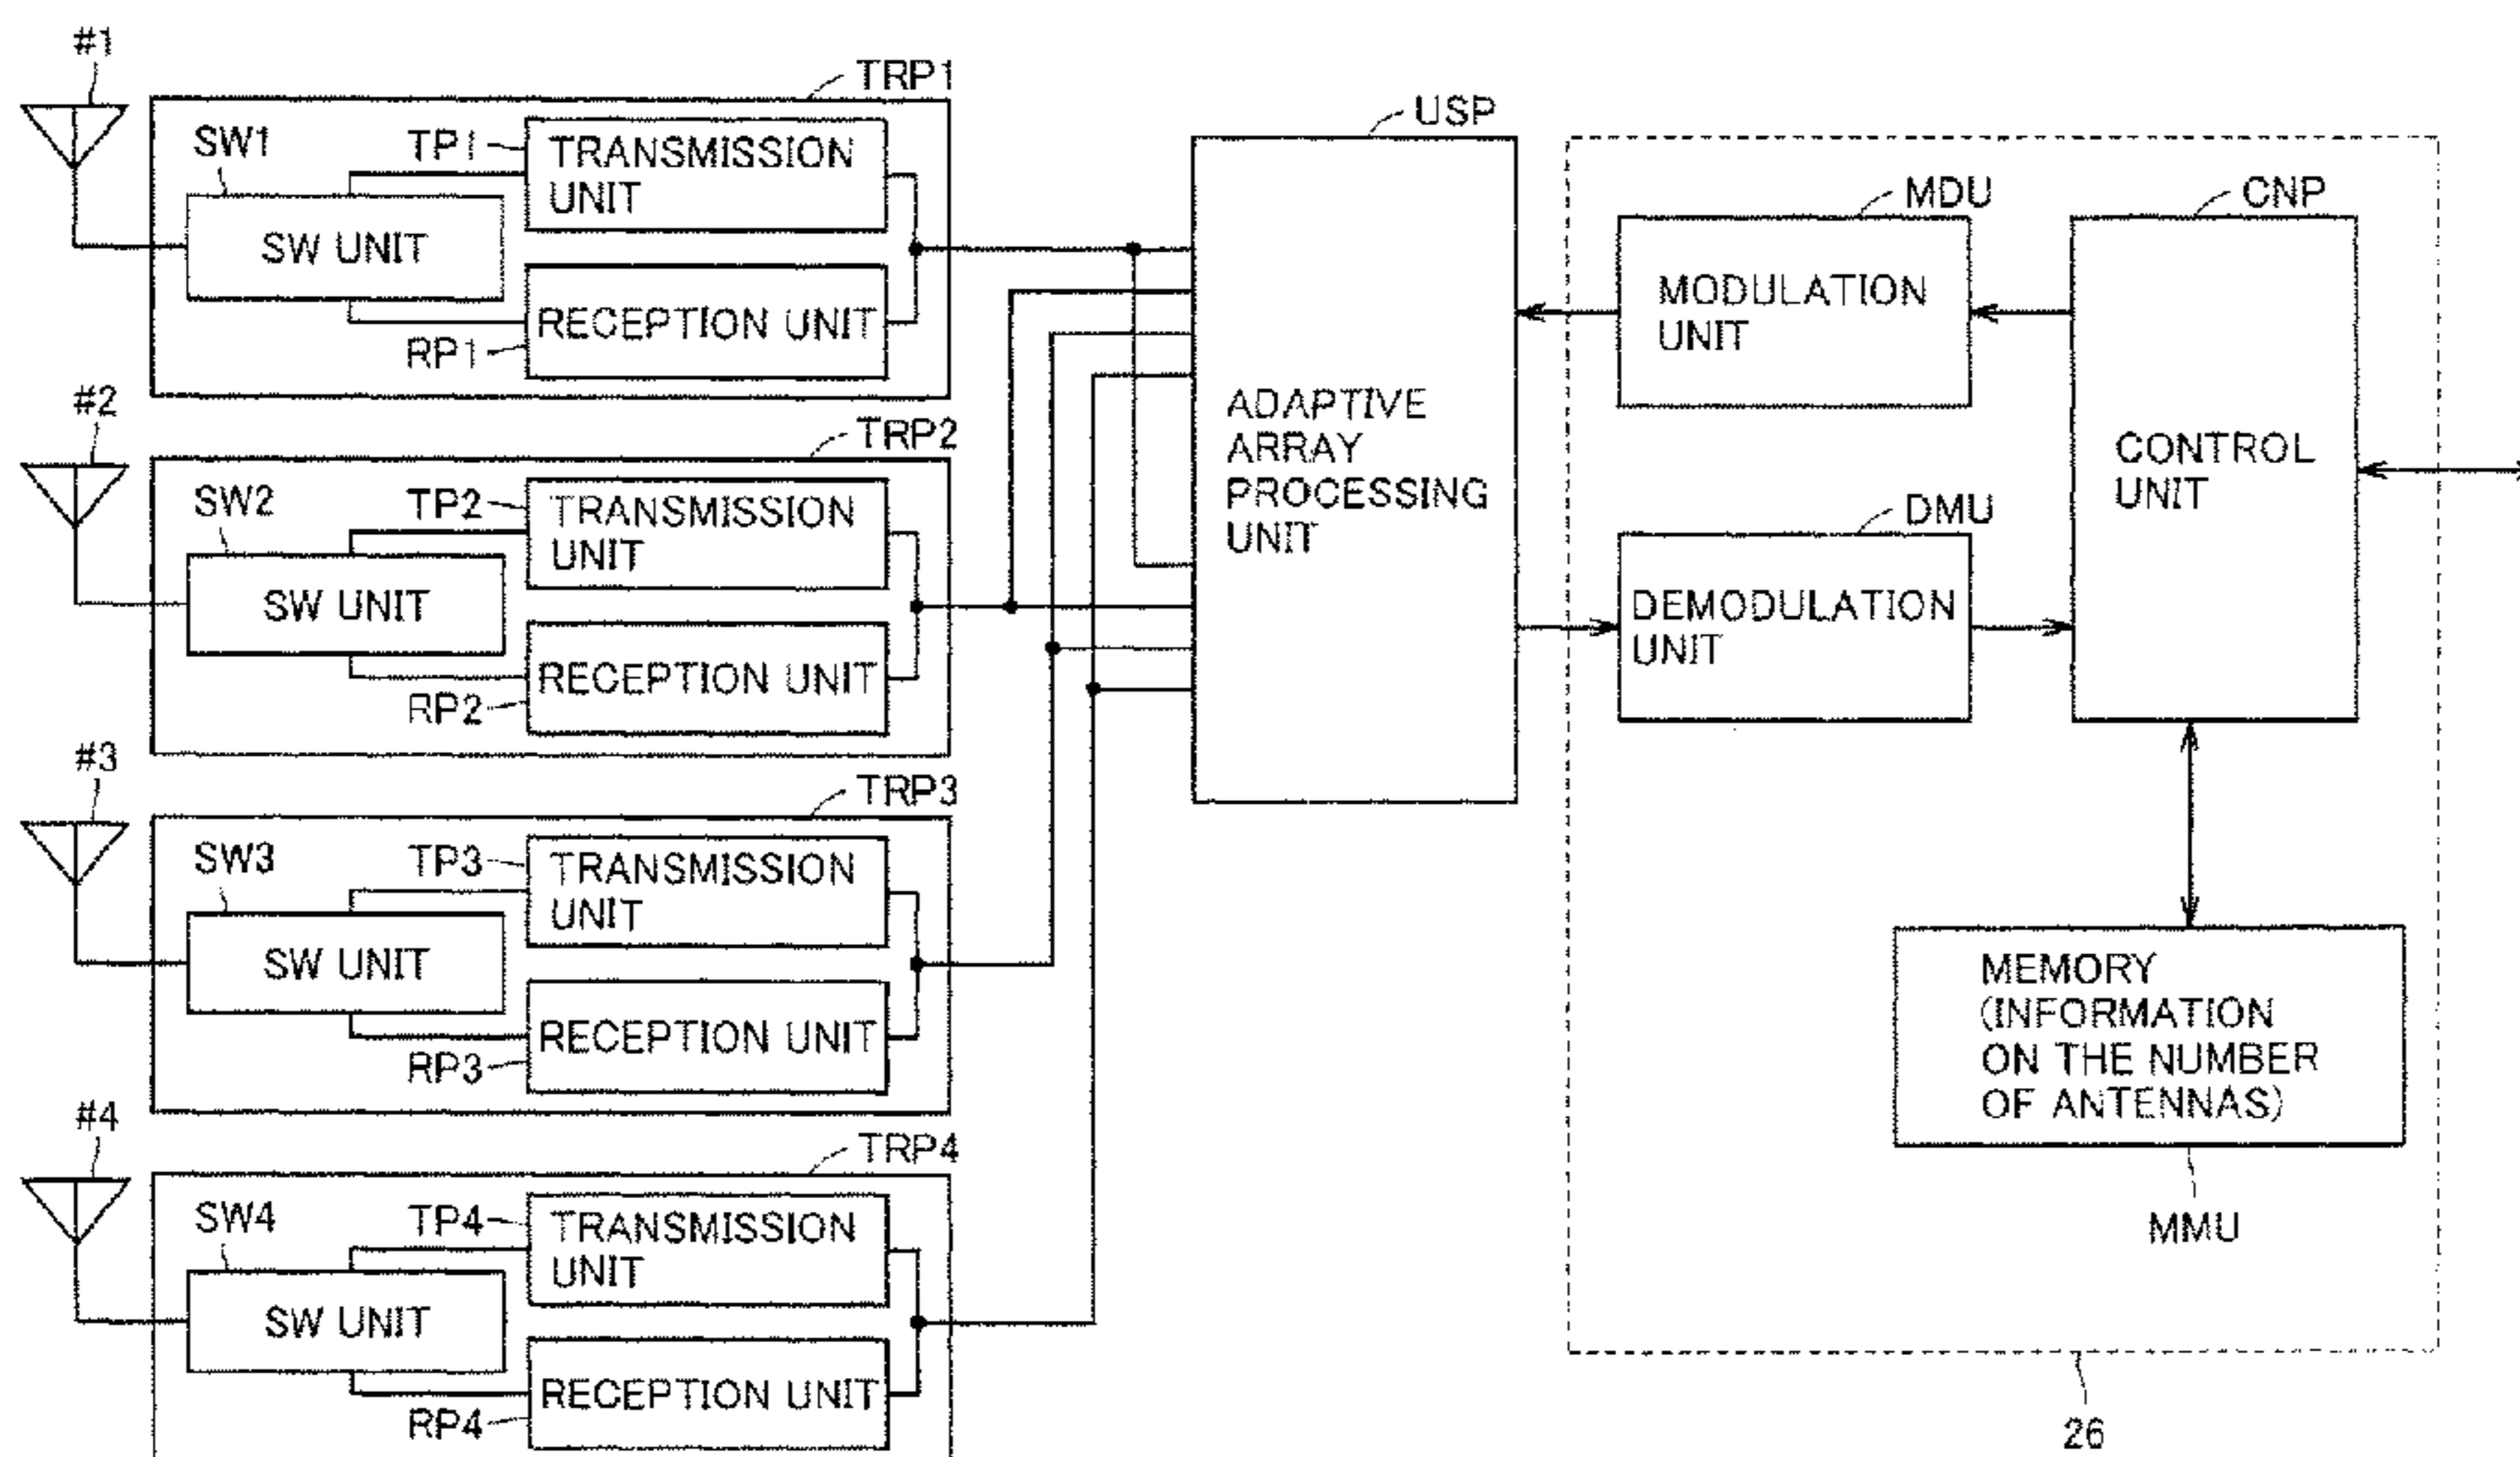 #1
TRP1
SW1
TP1
TRANSMISSION
UNIT
SW UNIT
RECEPTION UNIT
RP1
#2
TRP2
SW2
TP2
TRANSMISSION
UNIT
SW UNIT
RECEPTION UNIT
RP2
#3
TRP3
SW3
TP3
TRANSMISSION
UNIT
SW UNIT
RECEPTION UNIT
RP3
#4
TRP4
SW4
TP4
TRANSMISSION
UNIT
SW UNIT
RECEPTION UNIT
RP4
USP
ADAPTIVE
ARRAY
PROCESSING
UNIT
MDU
MODULATION
UNIT
CNP
CONTROL
UNIT
DMU
DEMODULATION
UNIT
MEMORY
(INFORMATION
ON THE NUMBER
OF ANTENNAS)
MMU
26